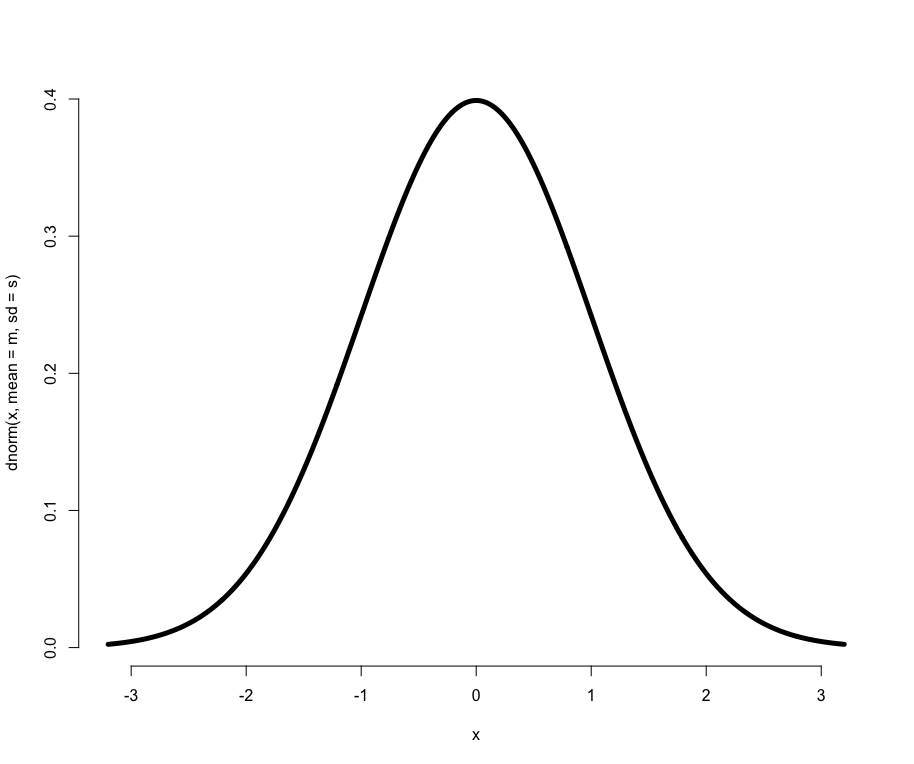 dnorm(x, mean = m, sd = s)
0.4
0.3
0.2
0.1
0.0
-3 -2 -1 0 1 2 3
x